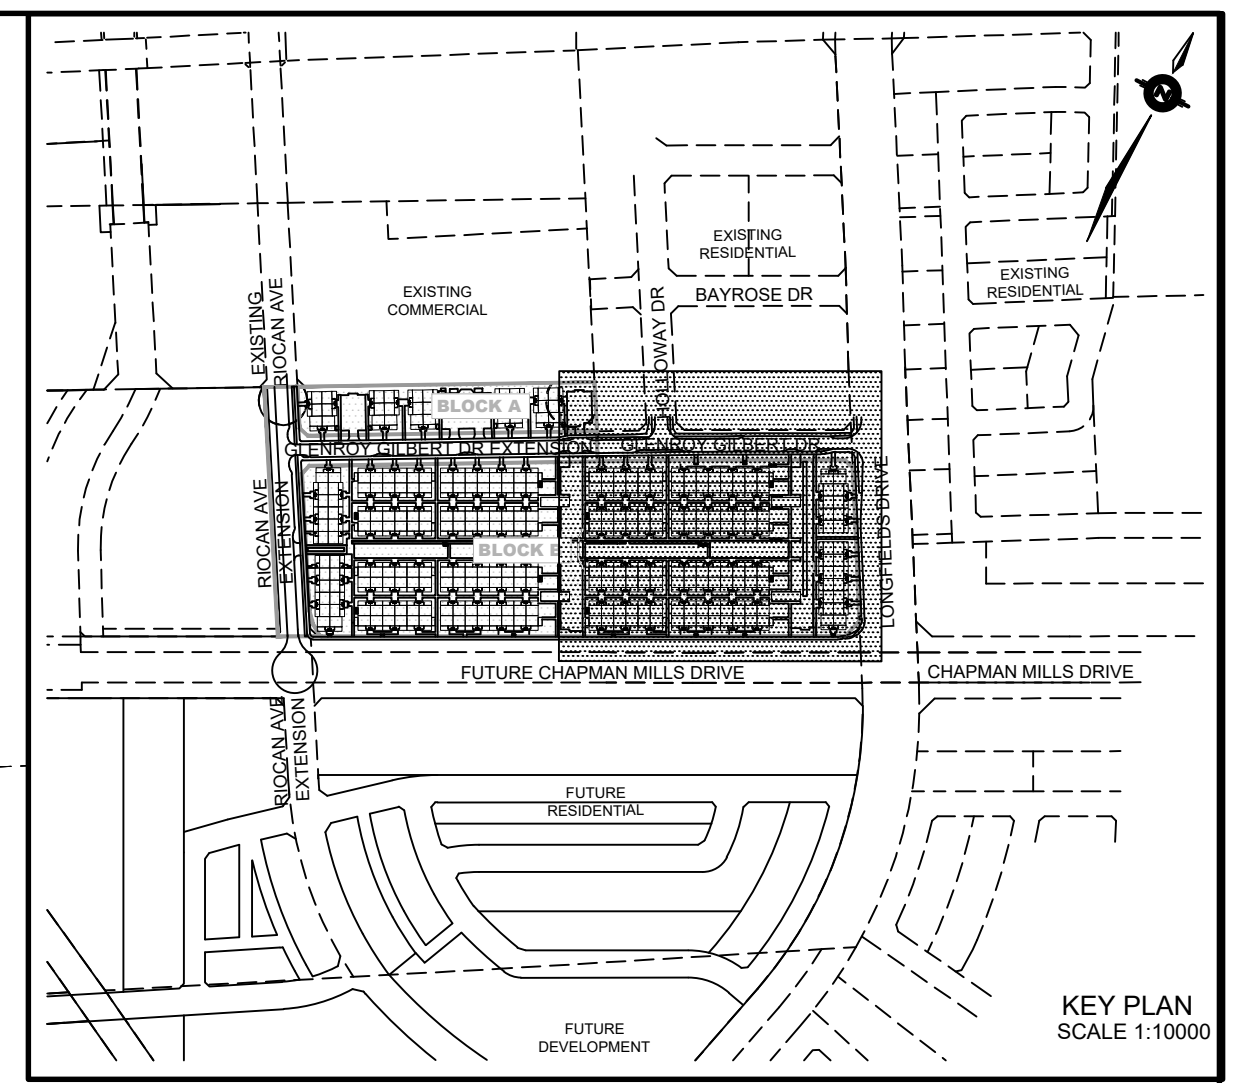 N
EXISTING
RESIDENTIAL
EXISTING
RESIDENTIAL
EXISTING
COMMERCIAL
BAYROSE DR
EXISTING
RIOCAN AVE
HOLLOWAY DR
BLOCK A
GLENROY GILBERT DR EXTENSION
GLENROY GILBERT DR
RIOCAN AVE
EXTENSION
BLOCK B
LONGFIELDS DRIVE
FUTURE CHAPMAN MILLS DRIVE
CHAPMAN MILLS DRIVE
RIOCAN AVE
EXTENSION
FUTURE
RESIDENTIAL
FUTURE
DEVELOPMENT
KEY PLAN
SCALE 1:10000